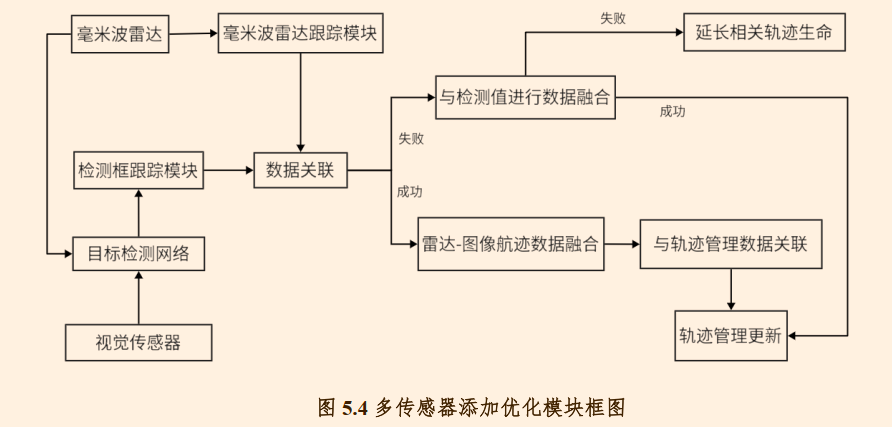 毫米波雷达
毫米波雷达跟踪模块
失败
延长相关轨迹生命
与检测值进行数据融合
成功
失败
检测框跟踪模块
数据关联
成功
目标检测网络
雷达-图像航迹数据融合
与轨迹管理数据关联
视觉传感器
轨迹管理更新
图 5.4 多传感器添加优化模块框图